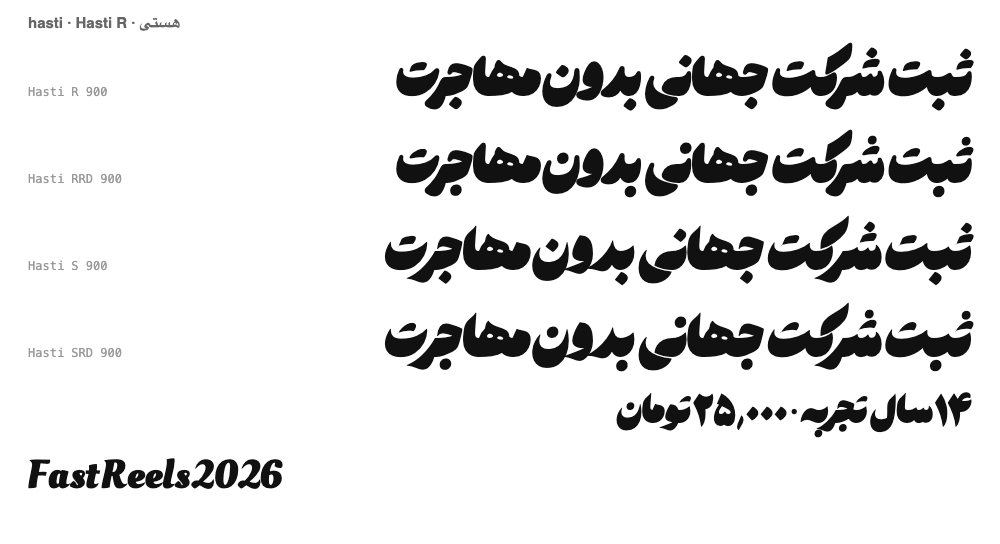 hasti · Hasti R · هستی
Hasti R 900
ثبت شرکت جهانی بدون مهاجرت
Hasti RRD 900
ثبت شرکت جهانی بدون مهاجرت
Hasti S 900
ثبت شرکت جهانی بدون مهاجرت
Hasti SRD 900
ثبت شرکت جهانی بدون مهاجرت
۱۴ سال تجربه · ۲۵٬۰۰۰ تومان
FastReels 2026